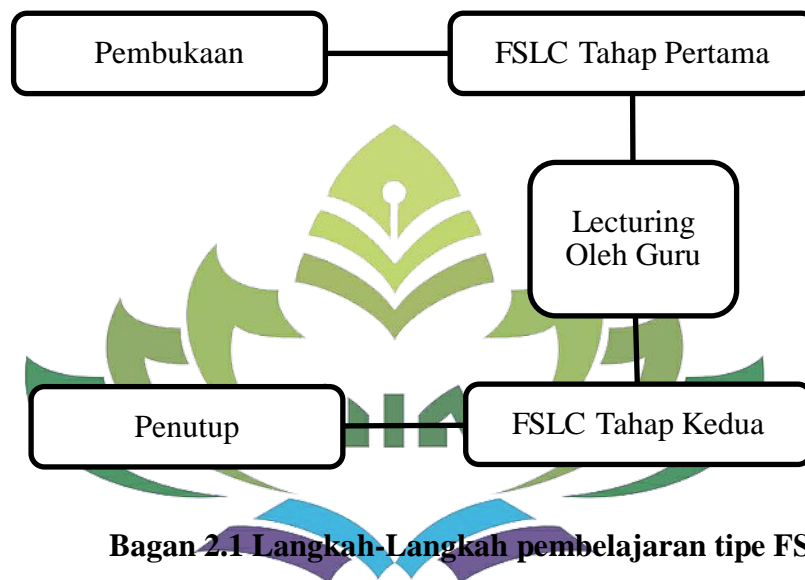 Pembukaan
FSLC Tahap Pertama
Lecturing
Oleh Guru
FSLC Tahap Kedua
Penutup
Bagan 2.1 Langkah-Langkah pembelajaran tipe